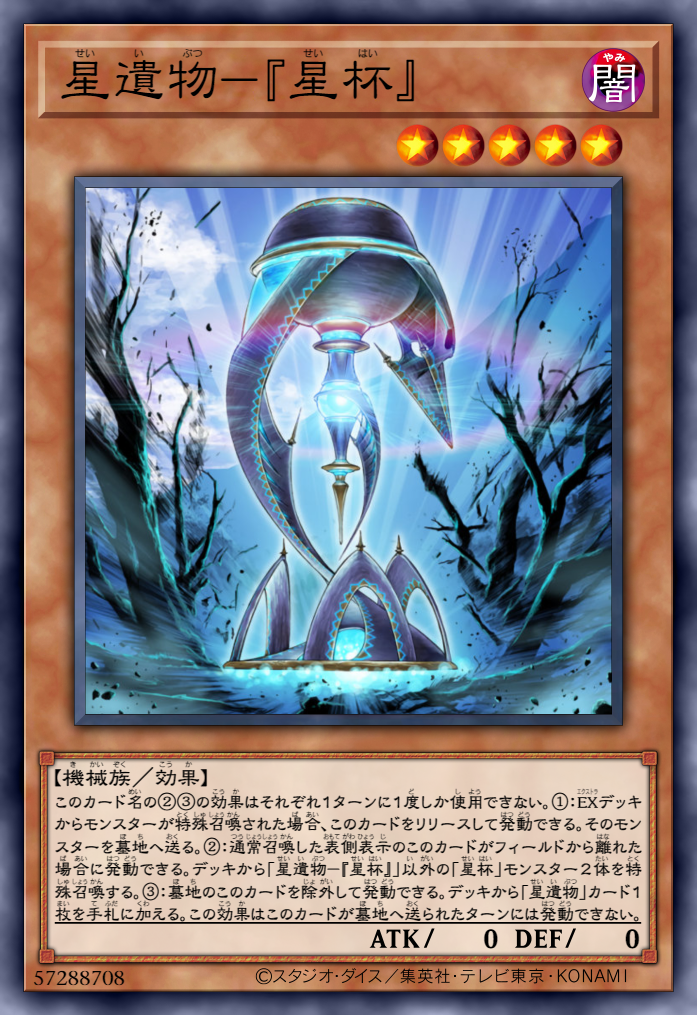 星遺物－『星杯』
闇
【機械族／効果】
このカード名の②③の効果はそれぞれ1ターンに1度しか使用できない。①：EXデッキ
からモンスターが特殊召喚された場合、このカードをリリースして発動できる。そのモン
スターを墓地へ送る。②：通常召喚した表側表示のこのカードがフィールドから離れた
場合に発動できる。デッキから「星遺物－『星杯』」以外の「星杯」モンスター２体を特
殊召喚する。③：墓地のこのカードを除外して発動できる。デッキから「星遺物」カード１
枚を手札に加える。この効果はこのカードが墓地へ送られたターンには発動できない。
ATK/ 0 DEF/ 0
57288708 ©スタジオ・ダイス／集英社・テレビ東京・KONAMI